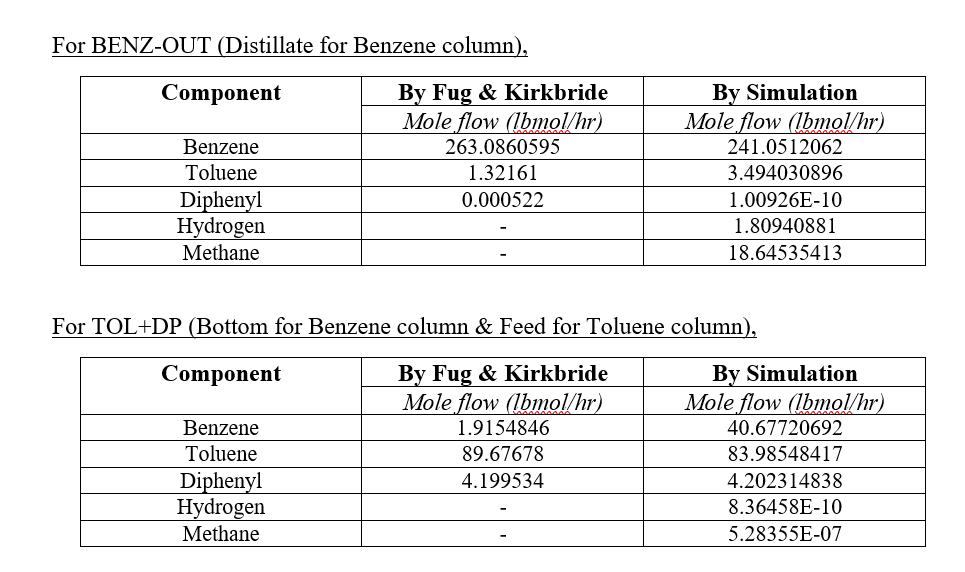 For BENZ-OUT (Distillate for Benzene column),
Component By Fug & Kirkbride By Simulation
Mole flow (lbmol/hr) Mole flow (lbmol/hr)
Benzene 263.0860595 241.0512062
Toluene 1.32161 3.494030896
Diphenyl 0.000522 1.00926E-10
Hydrogen - 1.80940881
Methane - 18.64535413
For TOL+DP (Bottom for Benzene column & Feed for Toluene column),
Component By Fug & Kirkbride By Simulation
Mole flow (lbmol/hr) Mole flow (lbmol/hr)
Benzene 1.9154846 40.67720692
Toluene 89.67678 83.98548417
Diphenyl 4.199534 4.202314838
Hydrogen - 8.36458E-10
Methane - 5.28355E-07